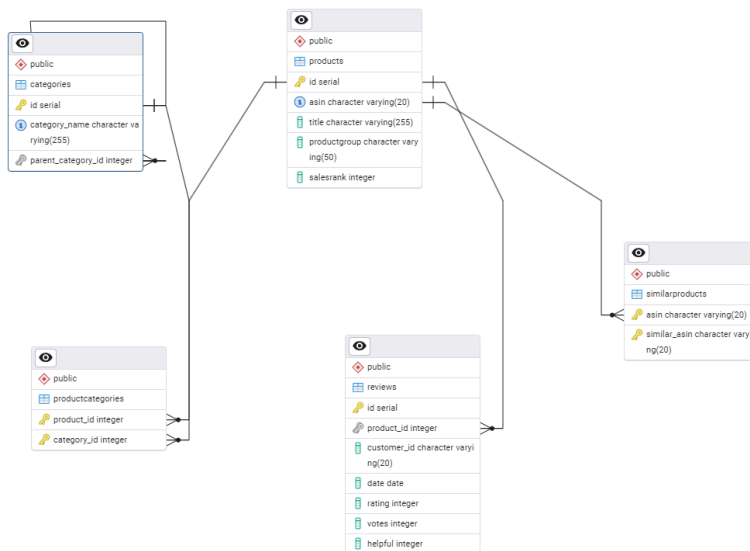 public
categories
id serial
category_name character va
rying(255)
parent_category_id integer
public
products
id serial
asin character varying(20)
title character varying(255)
productgroup character vary
ing(50)
salesrank integer
public
similarproducts
asin character varying(20)
similar_asin character varyi
ng(20)
public
productcategories
product_id integer
category_id integer
public
reviews
id serial
product_id integer
customer_id character varyi
ng(20)
date date
rating integer
votes integer
helpful integer